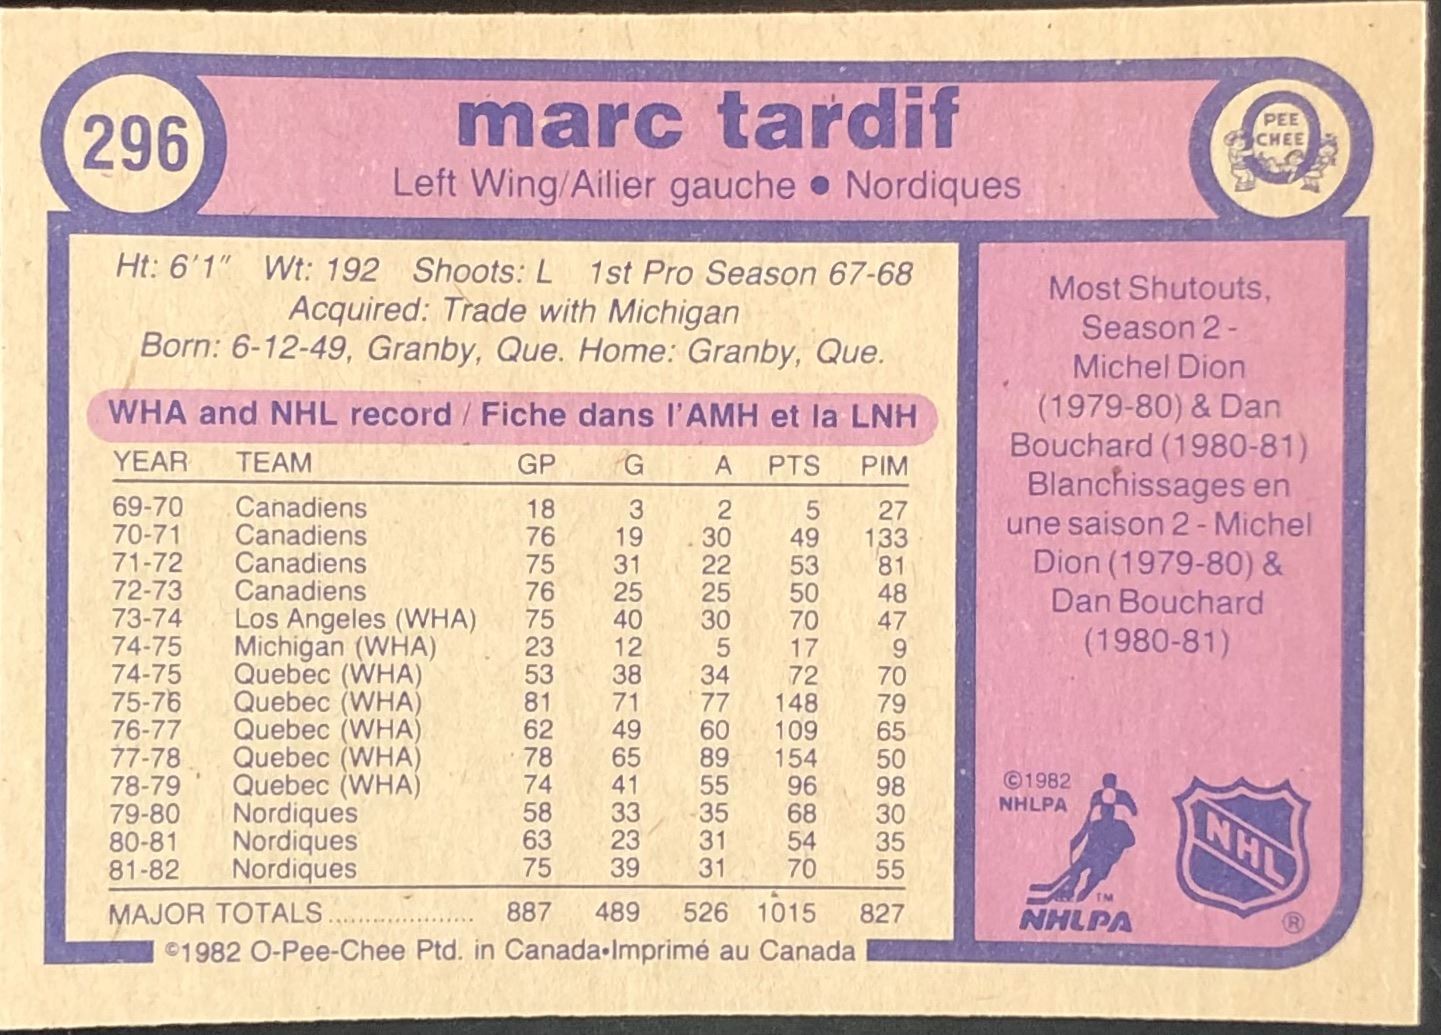 296
marc tardif
Left Wing/Ailier gauche • Nordiques
PEE
CHEE
Ht: 6'1" Wt: 192 Shoots: L 1st Pro Season 67-68
Acquired: Trade with Michigan
Born: 6-12-49, Granby, Que. Home: Granby, Que.
WHA and NHL record / Fiche dans l'AMH et la LNH
YEAR TEAM GP G A PTS PIM
69-70 Canadiens 18 3 2 5 27
70-71 Canadiens 76 19 30 49 133
71-72 Canadiens 75 31 22 53 81
72-73 Canadiens 76 25 25 50 48
73-74 Los Angeles (WHA) 75 40 30 70 47
74-75 Michigan (WHA) 23 12 5 17 9
74-75 Quebec (WHA) 53 38 34 72 70
75-76 Quebec (WHA) 81 71 77 148 79
76-77 Quebec (WHA) 62 49 60 109 65
77-78 Quebec (WHA) 78 65 89 154 50
78-79 Quebec (WHA) 74 41 55 96 98
79-80 Nordiques 58 33 35 68 30
80-81 Nordiques 63 23 31 54 35
81-82 Nordiques 75 39 31 70 55
MAJOR TOTALS.................... 887 489 526 1015 827
©1982 O-Pee-Chee Ptd. in Canada•Imprimé au Canada
Most Shutouts,
Season 2 -
Michel Dion
(1979-80) & Dan
Bouchard (1980-81)
Blanchissages en
une saison 2 - Michel
Dion (1979-80) &
Dan Bouchard
(1980-81)
©1982
NHLPA
TM
NHLPA
NHL
®